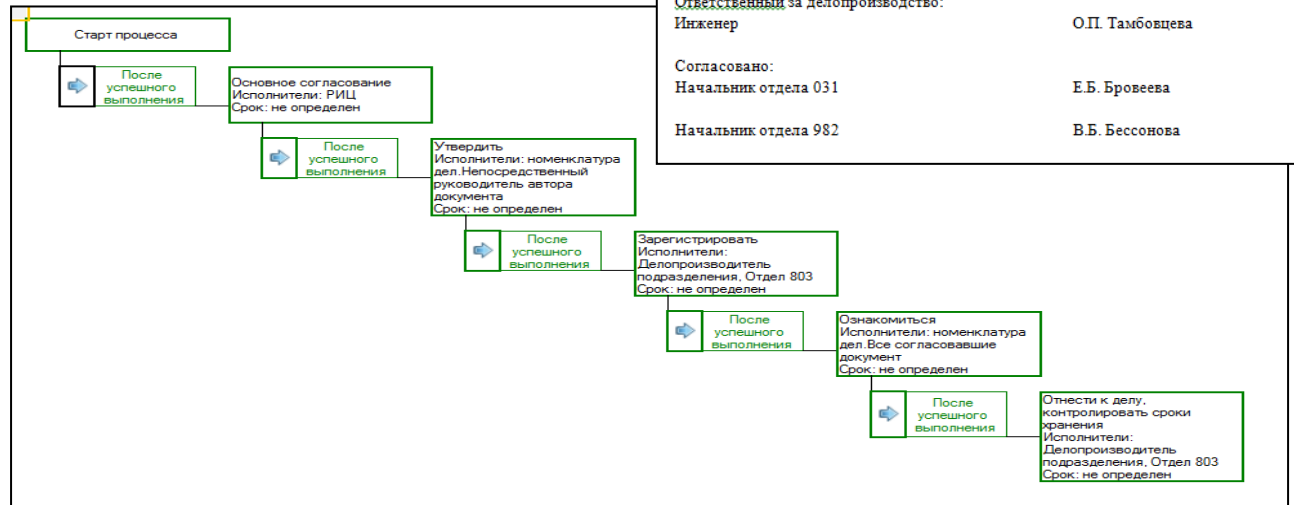 Ответственный за делопроизводство:
Инженер О.П. Тамбовцева
Согласовано:
Начальник отдела 031 Е.Б. Бровеева
Начальник отдела 982 В.Б. Бессонова
Старт процесса
После
успешного
выполнения
Основное согласование
Исполнители: РИЦ
Срок: не определен
После
успешного
выполнения
Утвердить
Исполнители: номенклатура
дел.Непосредственный
руководитель автора
документа
Срок: не определен
После
успешного
выполнения
Зарегистрировать
Исполнители:
Делопроизводитель
подразделения, Отдел 803
Срок: не определен
После
успешного
выполнения
Ознакомиться
Исполнители: номенклатура
дел.Все согласовавшие
документ
Срок: не определен
После
успешного
выполнения
Отнести к делу,
контролировать сроки
хранения
Исполнители:
Делопроизводитель
подразделения, Отдел 803
Срок: не определен